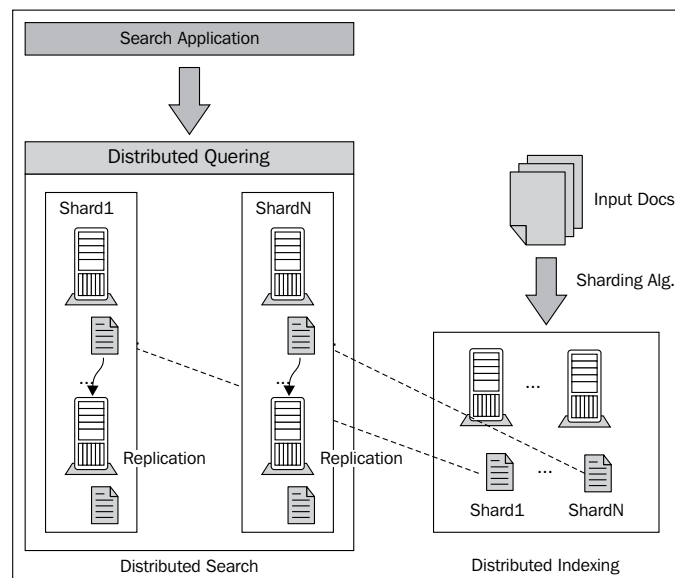 Search Application
Distributed Quering
Shard1
ShardN
Input Docs
Sharding Alg.
...
...
...
Replication
Replication
...
Shard1
ShardN
Distributed Search
Distributed Indexing